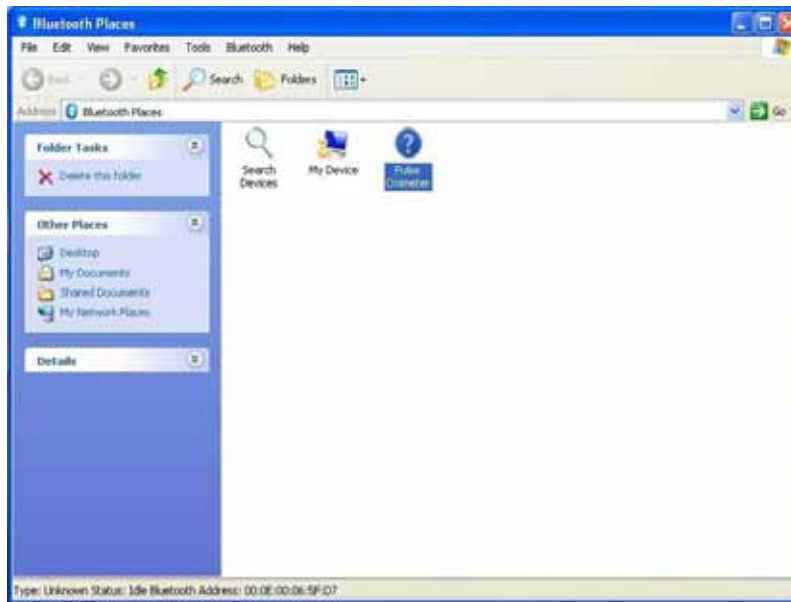 Bluetooth Places
File Edit View Favorites Tools Bluetooth Help
Back Search Folders
Address Bluetooth Places Go
Folder Tasks
Delete this folder
Search Devices
My Device
Pulse Oximeter
Other Places
Desktop
My Documents
Shared Documents
My Network Places
Details
Type: Unknown Status: Idle Bluetooth Address: 00:0E:00:06:5F:D7